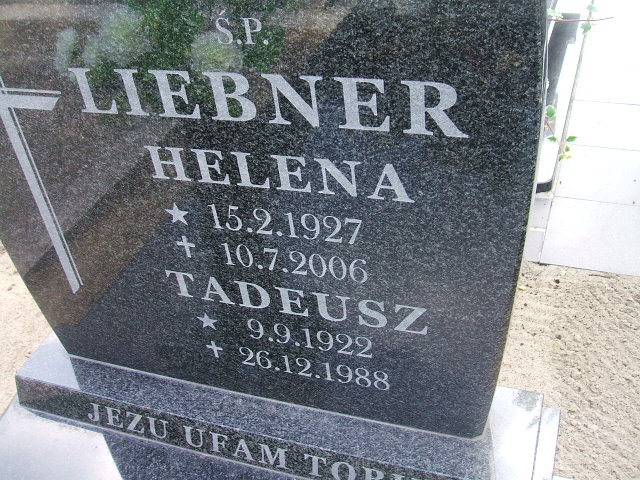 Ś.P.
LIEBNER
HELENA
15.2.1927
10.7.2006
TADEUSZ
9.9.1922
26.12.1988
JEZU UFAM